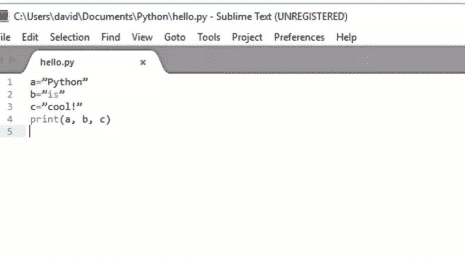 C:\Users\david\Documents\Python\hello.py - Sublime Text (UNREGISTERED)
ile Edit Selection Find View Goto Tools Project Preferences Help
hello.py ×
1 a=”Python”
2 b=”is”
3 c=”cool!”
4 print(a, b, c)
5